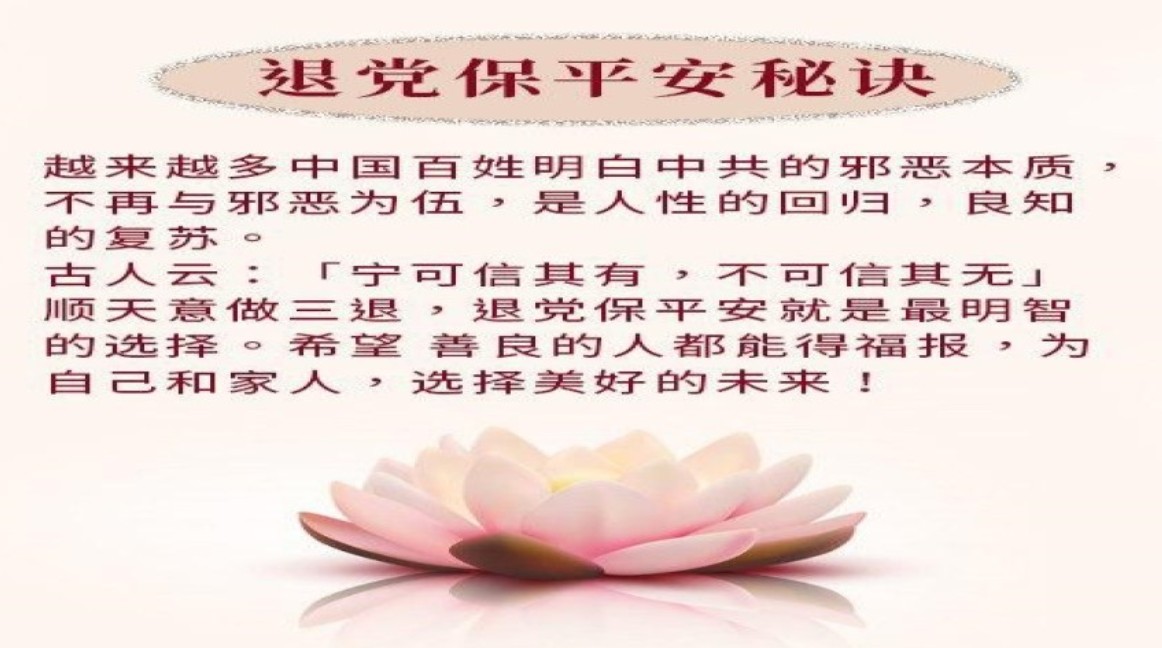 退党保平安秘诀
越来越多中国百姓明白中共的邪恶本质，
不再与邪恶为伍，是人性的回归，良知
的复苏。
古人云：「宁可信其有，不可信其无」
顺天意做三退，退党保平安就是最明智
的选择。希望 善良的人都能得福报，为
自己和家人，选择美好的未来！